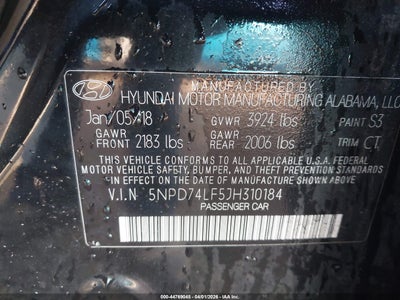 MANUFACTURED BY
HYUNDAI MOTOR MANUFACTURING ALABAMA, LLC
Jan/05/18 GVWR 3924 lbs PAINT S3
GAWR FRONT 2183 lbs GAWR REAR 2006 lbs TRIM CT
THIS VEHICLE CONFORMS TO ALL APPLICABLE U.S.A FEDERAL
MOTOR VEHICLE SAFETY, BUMPER, AND THEFT PREVENTION
STANDARDS IN EFFECT ON THE DATE OF MANUFACTURE
SHOWN ABOVE.
V.I.N 5NPD74LF5JH310184
PASSENGER CAR
500-44769045 - 04/01/2026 - IAA Inc.